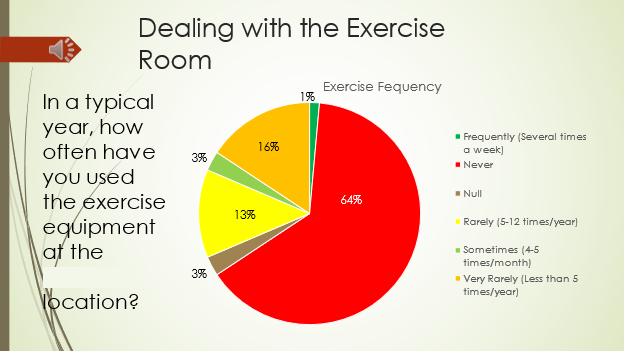 Dealing with the Exercise
Room
In a typical
year, how
often have
you used
the exercise
equipment
at the
location?
Exercise Fequency
1%
64%
3%
13%
3%
16%
Frequently (Several times
a week)
Never
Null
Rarely (5-12 times/year)
Sometimes (4-5
times/month)
Very Rarely (Less than 5
times/year)